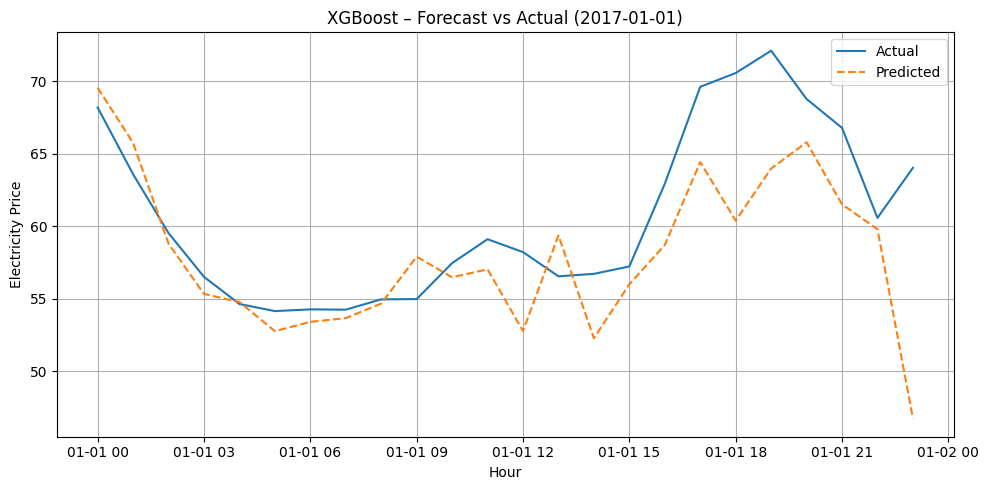 XGBoost – Forecast vs Actual (2017-01-01)
Actual
Predicted
Electricity Price
70
65
60
55
50
01-01 00
01-01 03
01-01 06
01-01 09
01-01 12
01-01 15
01-01 18
01-01 21
01-02 00
Hour